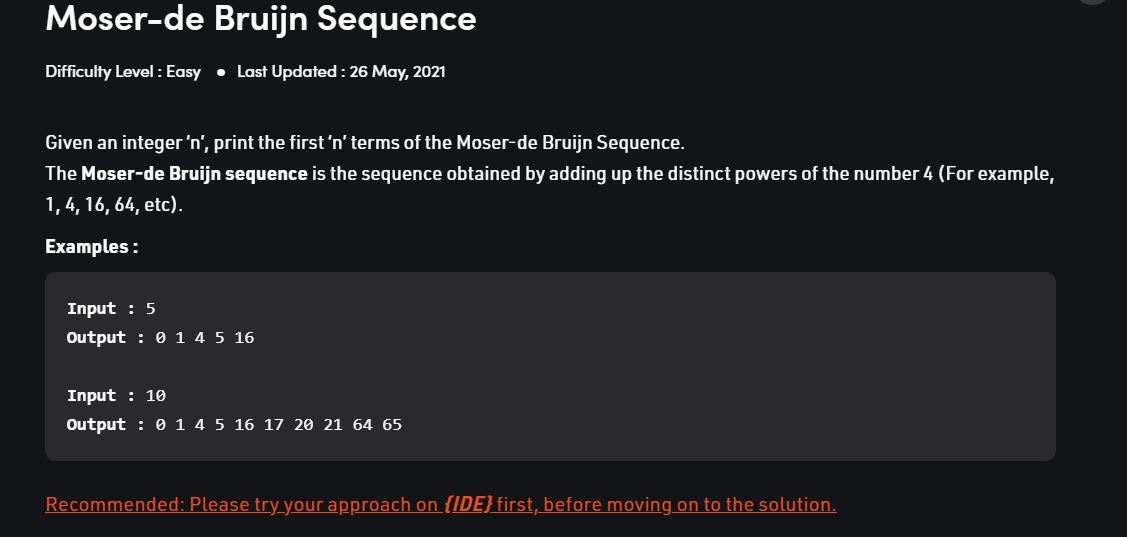 Moser-de Bruijn Sequence
Difficulty Level : Easy ● Last Updated : 26 May, 2021
Given an integer ‘n’, print the first ‘n’ terms of the Moser-de Bruijn Sequence.
The Moser-de Bruijn sequence is the sequence obtained by adding up the distinct powers of the number 4 (For example,
1, 4, 16, 64, etc).
Examples :
Input : 5
Output : 0 1 4 5 16
Input : 10
Output : 0 1 4 5 16 17 20 21 64 65
Recommended: Please try your approach on {IDE} first, before moving on to the solution.